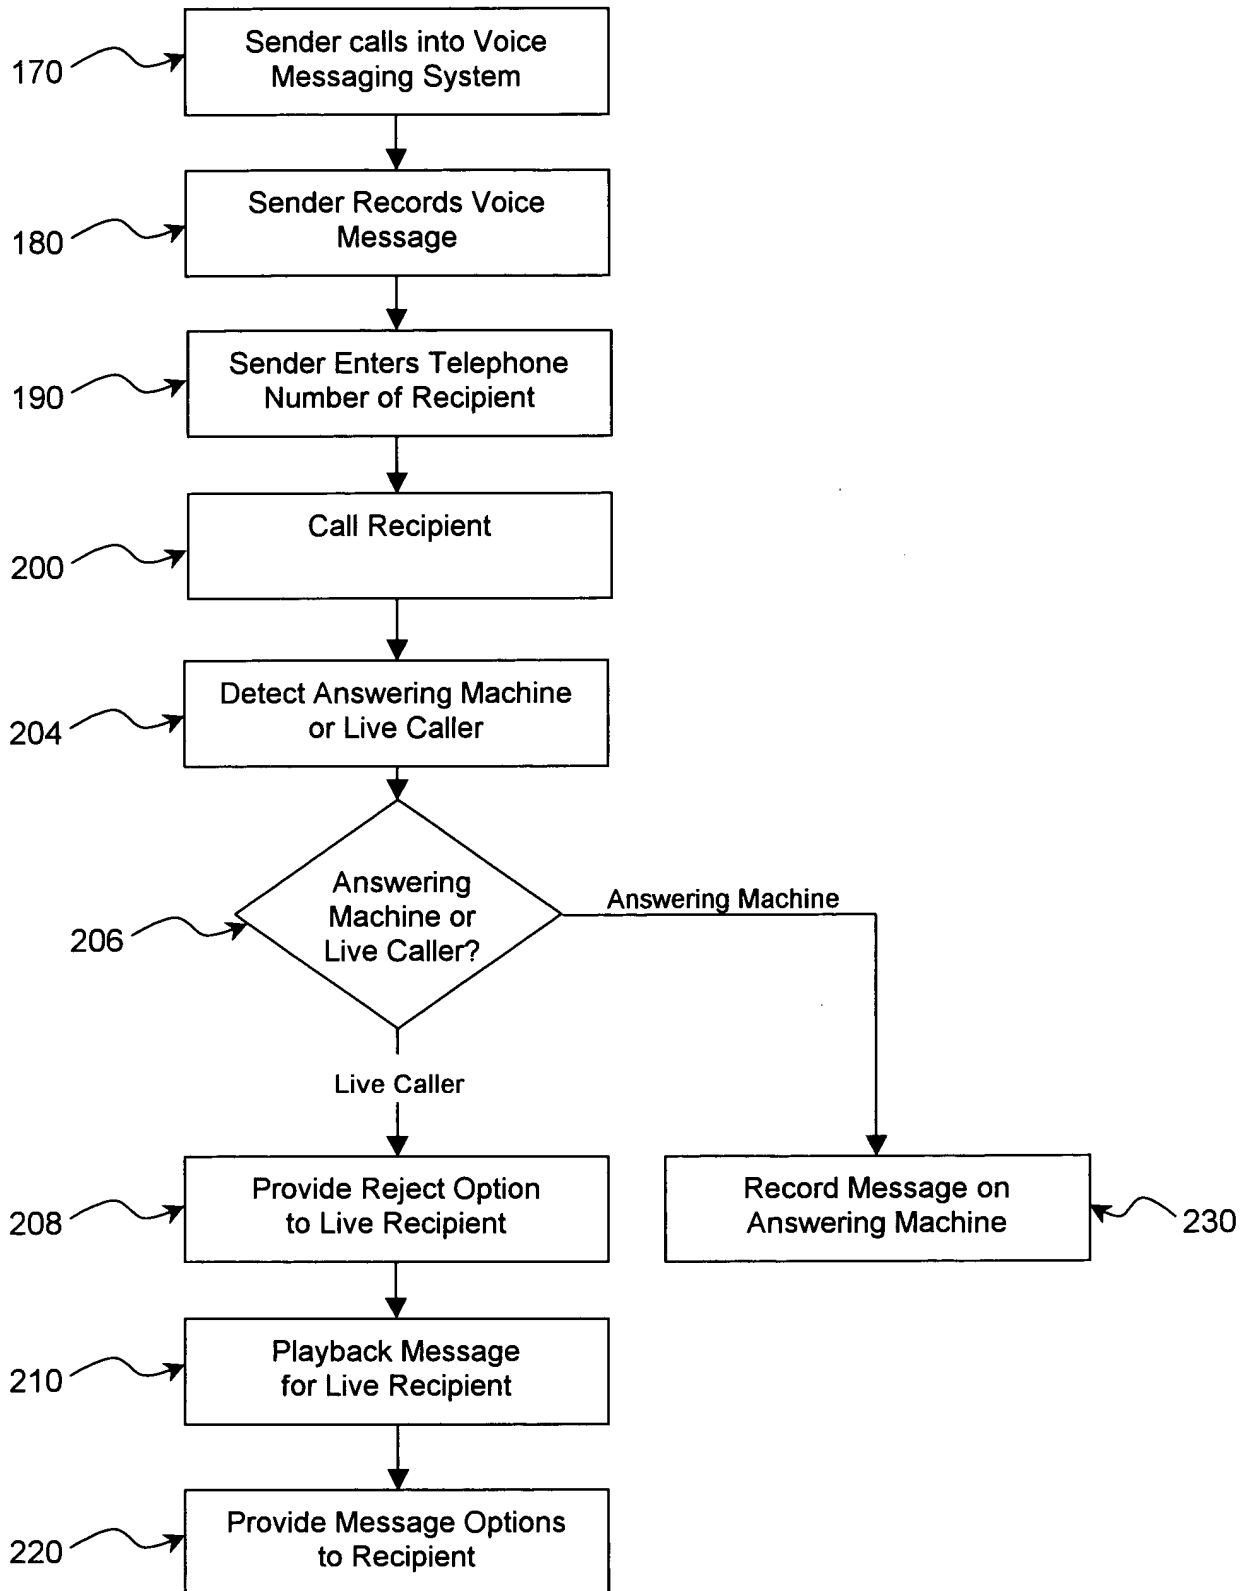 Sender calls into Voice
Messaging System
170
Sender Records Voice
Message
180
Sender Enters Telephone
Number of Recipient
190
Call Recipient
200
Detect Answering Machine
or Live Caller
204
Answering
Machine or
Live Caller?
206
Answering Machine
Live Caller
Provide Reject Option
to Live Recipient
208
Record Message on
Answering Machine
230
Playback Message
for Live Recipient
210
Provide Message Options
to Recipient
220